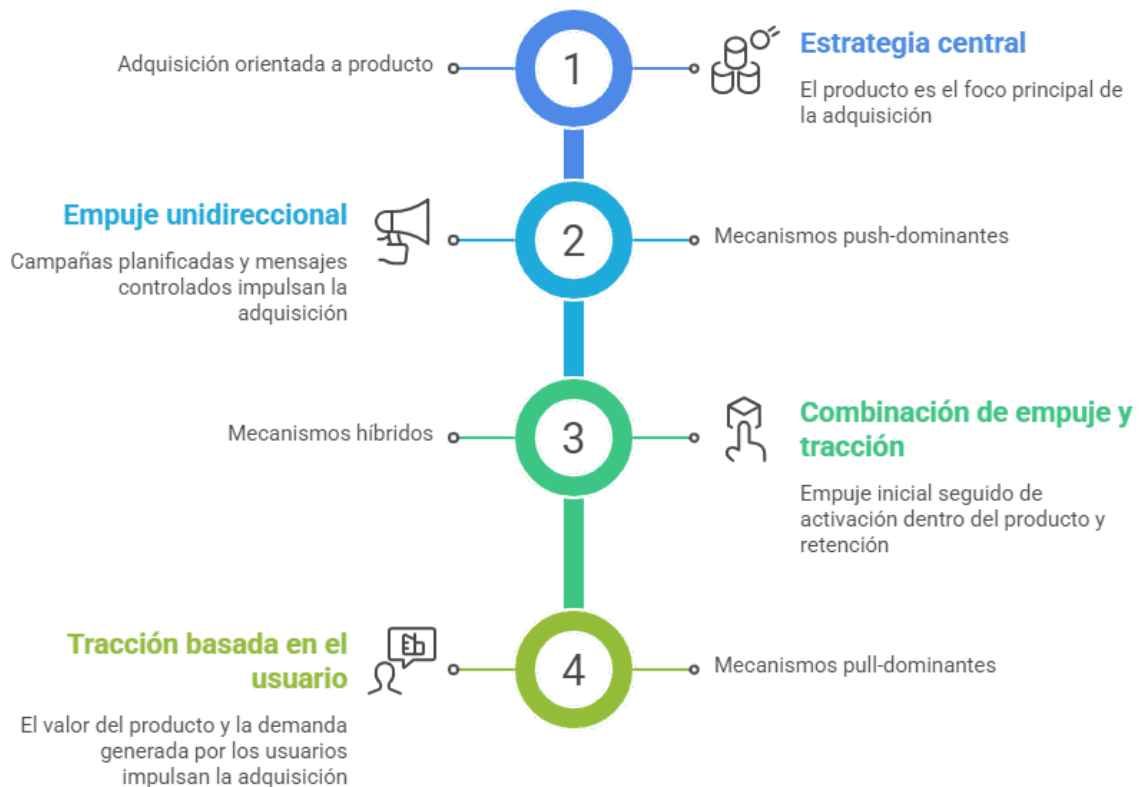 Adquisición orientada a producto
1
Estrategia central
El producto es el foco principal de
la adquisición
Empuje unidireccional
Campañas planificadas y mensajes
controlados impulsan la
adquisición
2
Mecanismos push-dominantes
Mecanismos híbridos
3
Combinación de empuje y
tracción
Empuje inicial seguido de
activación dentro del producto y
retención
Tracción basada en el
usuario
El valor del producto y la demanda
generada por los usuarios
impulsan la adquisición
4
Mecanismos pull-dominantes